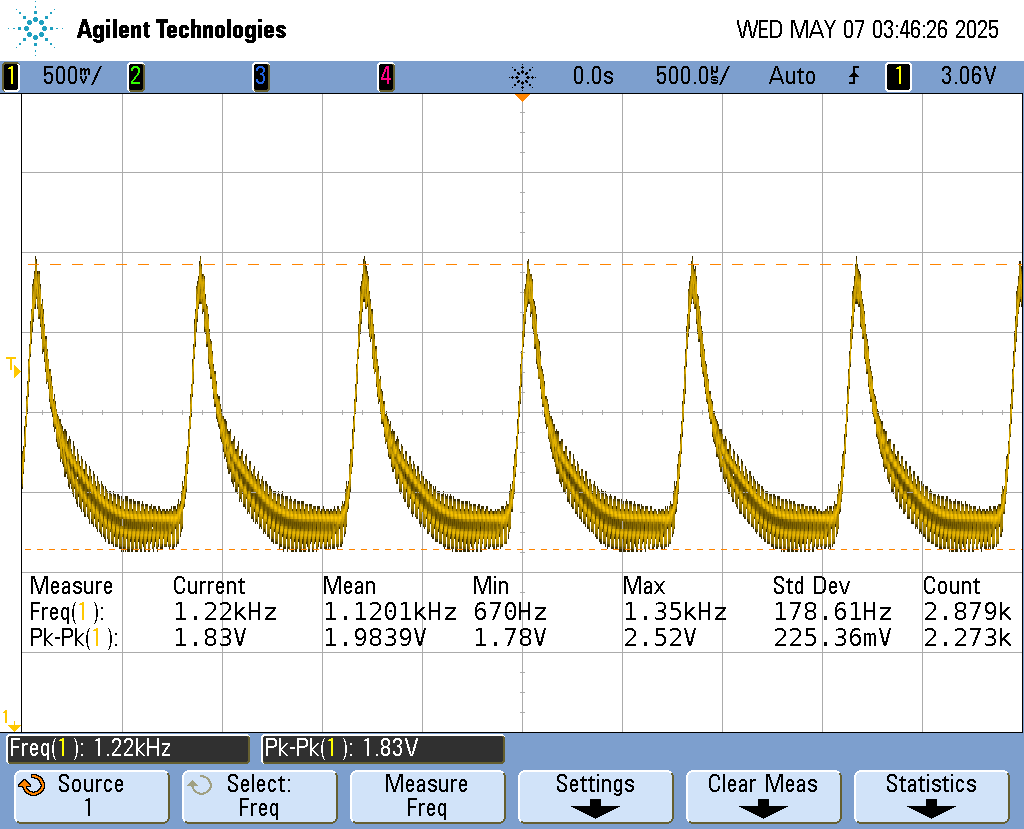 Agilent Technologies WED MAY 07 03:46:26 2025
1 500mV/ 2 3 4 0.0s 500.0µs/ Auto 1 3.06V
T
Measure Current Mean Min Max Std Dev Count
Freq(1): 1.22kHz 1.1201kHz 670Hz 1.35kHz 178.61Hz 2.879k
Pk-Pk(1): 1.83V 1.9839V 1.78V 2.52V 225.36mV 2.273k
1
Freq(1): 1.22kHz Pk-Pk(1): 1.83V
Source Select: Measure Settings Clear Meas Statistics
1 Freq Freq